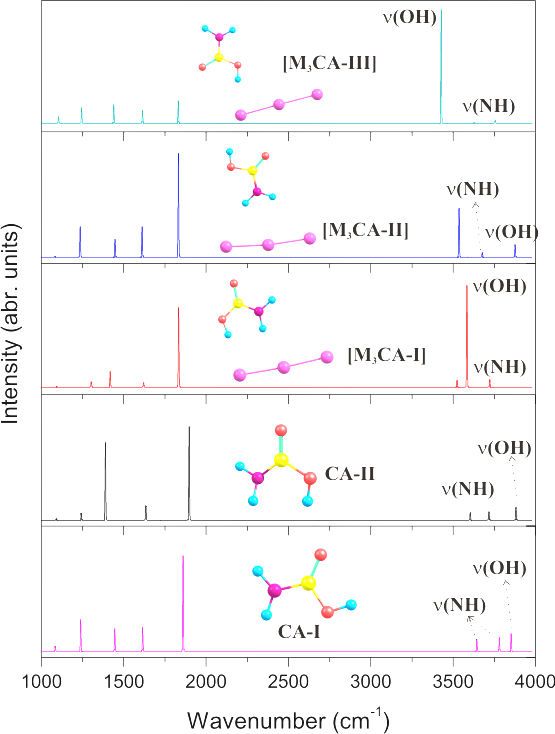 ν(OH)
[M₃CA-III]
ν(NH)
ν(NH)
[M₃CA-II]
ν(OH)
ν(OH)
[M₃CA-I]
ν(NH)
ν(OH)
CA-II
ν(NH)
ν(OH)
ν(NH)
CA-I
Intensity (abr. units)
1000 1500 2000 2500 3000 3500 4000
Wavenumber (cm⁻¹)